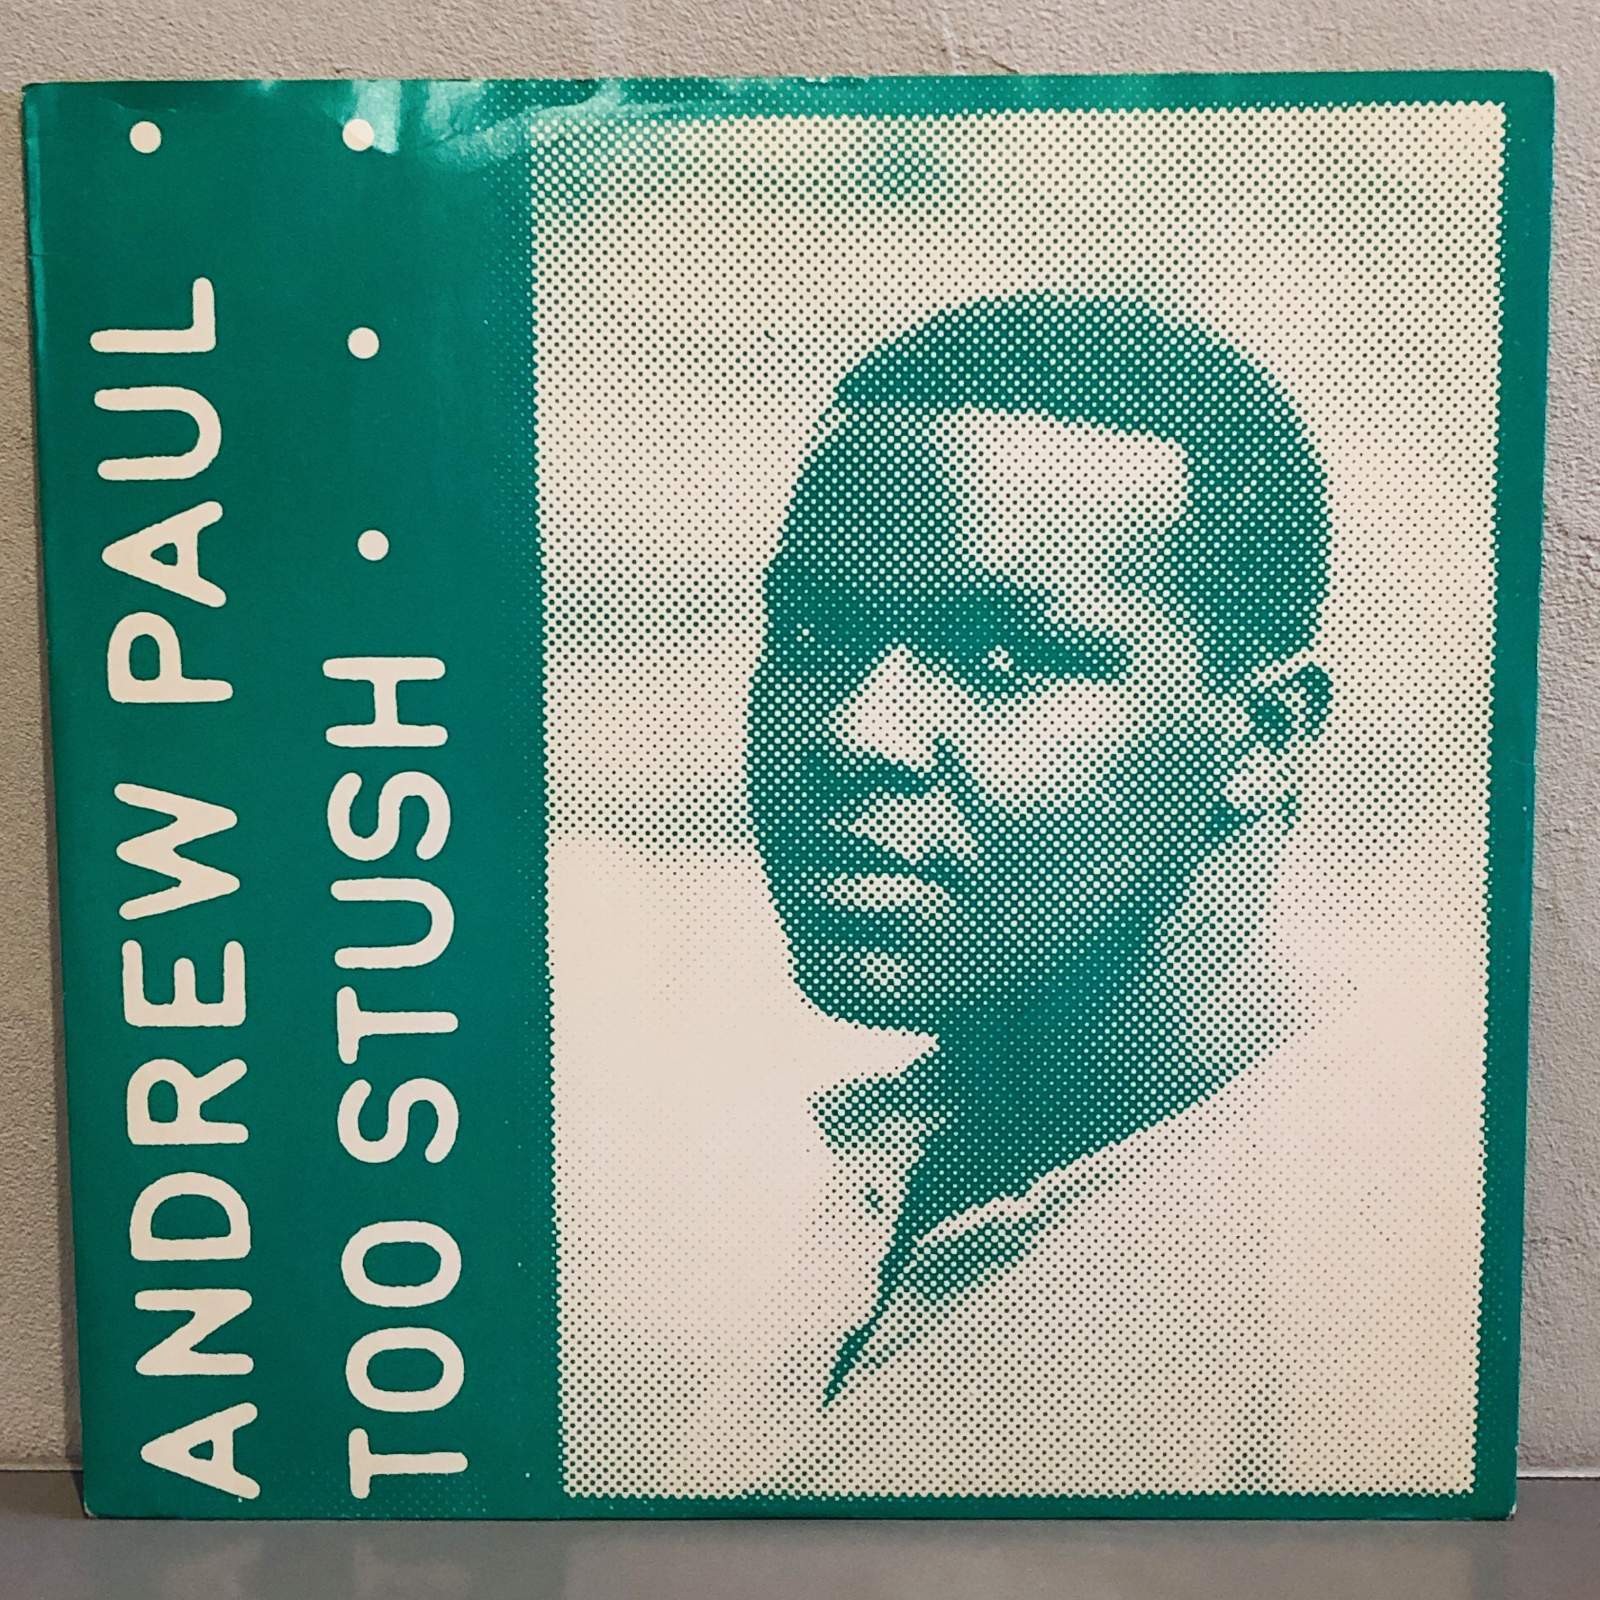 ANDREW PAUL •
TOO STUSH • • •